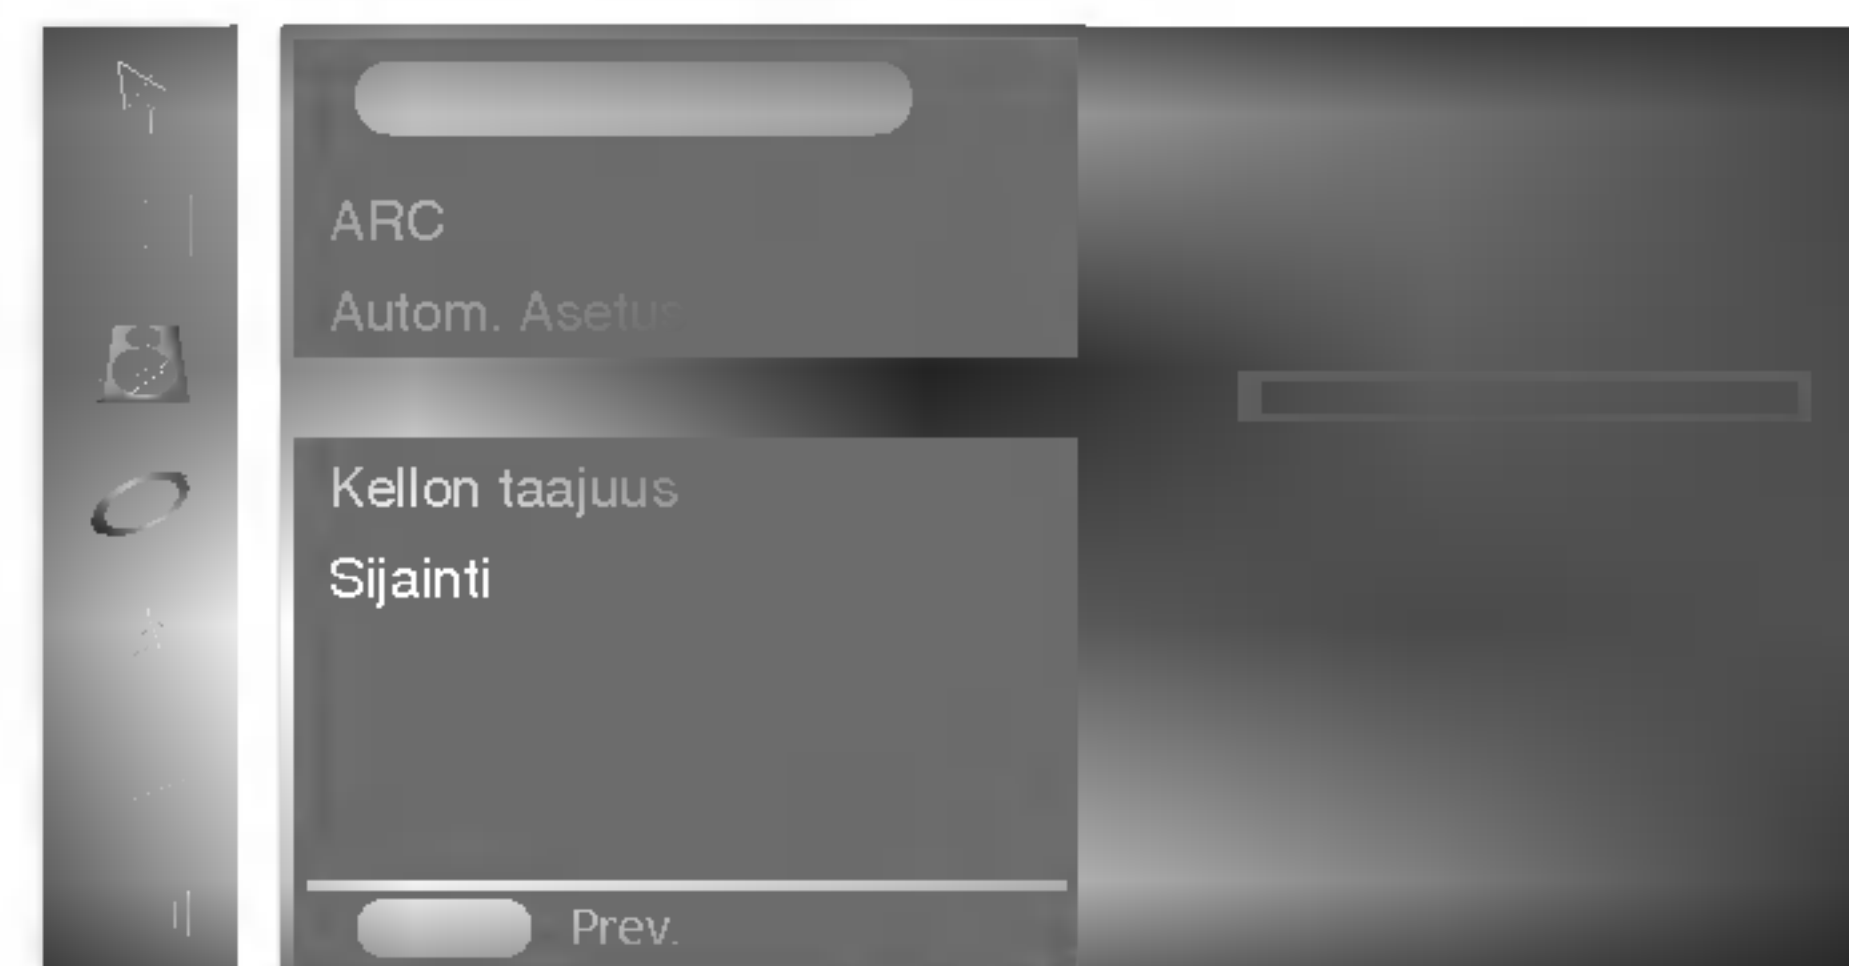 ARC
Autom. Asetus
Kellon taajuus
Sijainti
Prev.